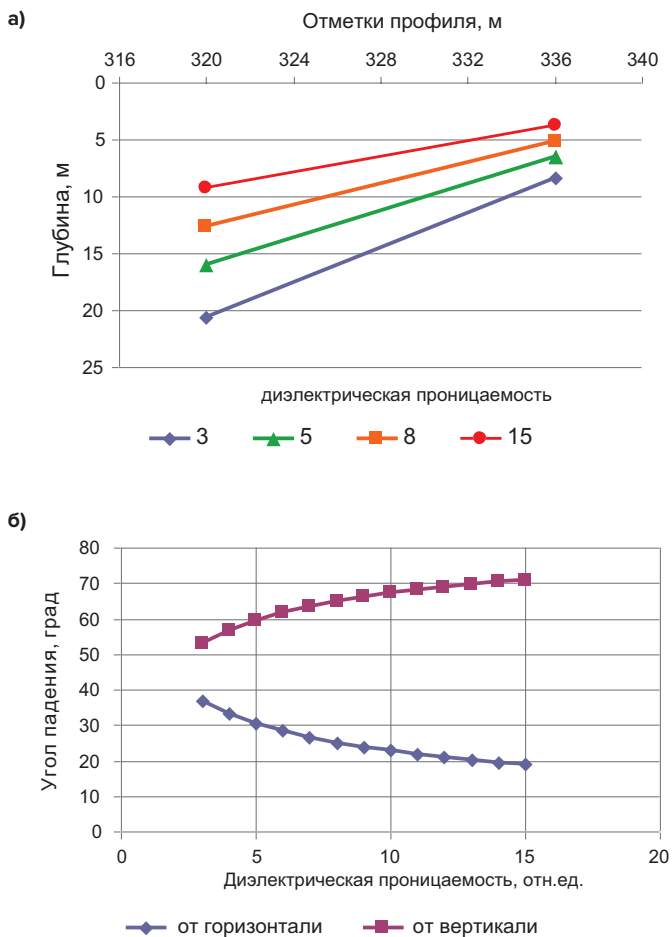 а)
Отметки профиля, м
316 320 324 328 332 336 340
0
5
10
15
20
25
Глубина, м
диэлектрическая проницаемость
3 5 8 15
б)
80
70
60
50
40
30
20
10
0
Угол падения, град
0 5 10 15 20
Диэлектрическая проницаемость, отн.ед.
от горизонтали от вертикали